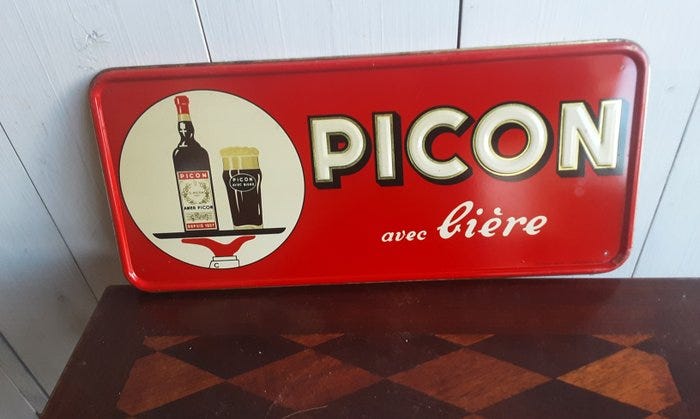 PICON
avec bière
PICON
AMER PICON
DEPUIS 1837
PICON
AVEC BIÈRE